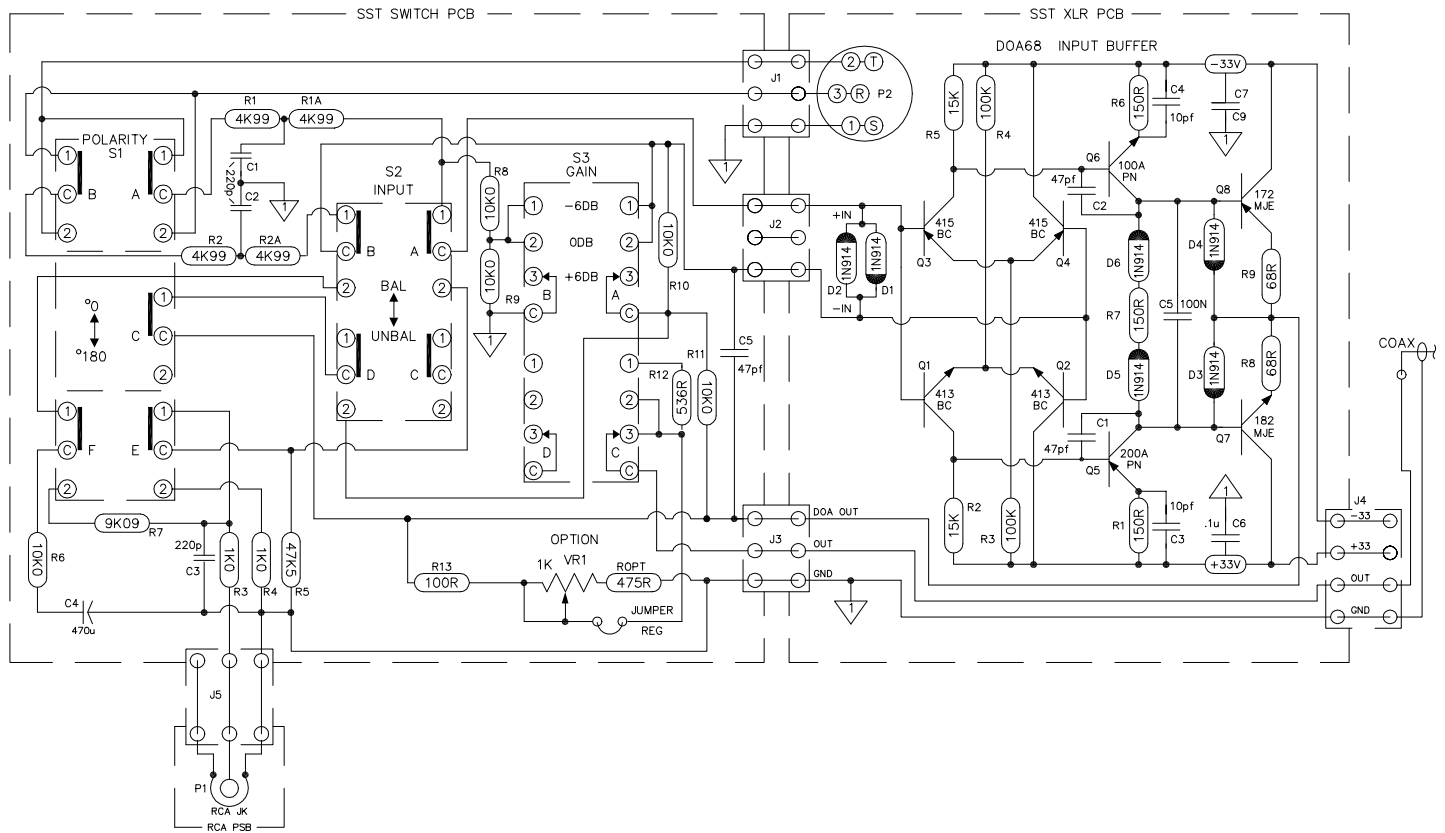 SST SWITCH PCB
SST XLR PCB
DOA68 INPUT BUFFER
J1
2 T
3 R P2
1 S
1
POLARITY
S1
1 1
C B A C
2 2
R1 R1A
4K99 4K99
C1
220p
C2
1
R2 R2A
4K99 4K99
S2
INPUT
1 1
C B A C
2 2
BAL
UNBAL
1 1
C D C C
2 2
R8
10K0
10K0
R9
1
S3
GAIN
1 -6DB 1
2 0DB 2
3 +6DB 3
B A
C C
1 1
2 2
3 3
D C
C C
10K0
R10
R11
10K0
R12
536R
C5
47pf
J2
+IN
1N914 1N914
D2 D1
-IN
°0
°180
1
C C
2
1 1
C F E C
2 2
9K09
R7
10K0
R6
220p
C3
1K0
R3
1K0
R4
47K5
R5
C4
470u
R13
100R
OPTION
1K VR1
ROPT
475R
JUMPER
REG
J3
DOA OUT
OUT
GND
1
J5
P1
RCA JK
RCA PSB
15K
R5
100K
R4
R6
150R
C4
10pf
-33V
C7
C9
1
Q6
100A
PN
47pf
C2
415
BC
Q3
415
BC
Q4
Q8
172
MJE
1N914
D6
R7
150R
1N914
D5
C5 100N
D4
1N914
R9
68R
D3
1N914
R8
68R
Q1
413
BC
Q2
413
BC
C1
47pf
Q5
200A
PN
Q7
182
MJE
R2
15K
R3
100K
R1
150R
10pf
C3
1
.1u C6
+33V
COAX
J4
-33
+33
OUT
GND